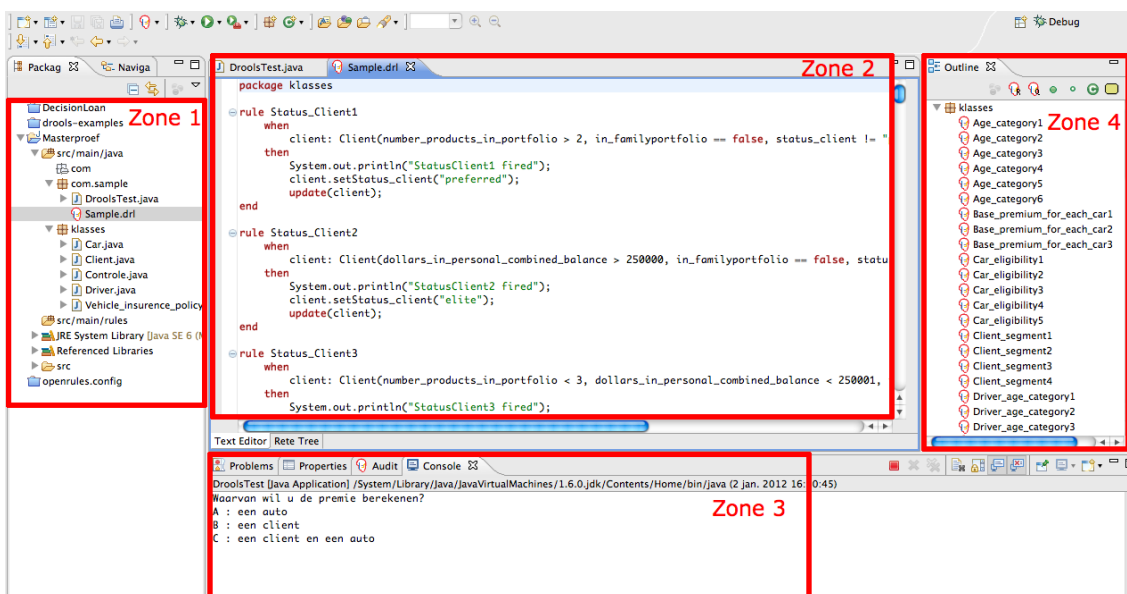 Debug
Packag
Naviga
Zone 1
DecisionLoan
drools-examples
Masterproef
src/main/java
com
com.sample
DroolsTest.java
Sample.drl
klasses
Car.java
Client.java
Controle.java
Driver.java
Vehicle_insurence_policy
src/main/rules
JRE System Library [Java SE 6 (M
Referenced Libraries
src
openrules.config
DroolsTest.java
Sample.drl
Zone 2
package klasses
rule Status_Client1
when
client: Client(number_products_in_portfolio > 2, in_familyportfolio == false, status_client != "
then
System.out.println("StatusClient1 fired");
client.setStatus_client("preferred");
update(client);
end
rule Status_Client2
when
client: Client(dollars_in_personal_combined_balance > 250000, in_familyportfolio == false, statu
then
System.out.println("StatusClient2 fired");
client.setStatus_client("elite");
update(client);
end
rule Status_Client3
when
client: Client(number_products_in_portfolio < 3, dollars_in_personal_combined_balance < 250001,
then
System.out.println("StatusClient3 fired");
Text Editor
Rete Tree
Outline
Zone 4
klasses
Age_category1
Age_category2
Age_category3
Age_category4
Age_category5
Age_category6
Base_premium_for_each_car1
Base_premium_for_each_car2
Base_premium_for_each_car3
Car_eligibility1
Car_eligibility2
Car_eligibility3
Car_eligibility4
Car_eligibility5
Client_segment1
Client_segment2
Client_segment3
Client_segment4
Driver_age_category1
Driver_age_category2
Driver_age_category3
Problems
Properties
Audit
Console
DroolsTest [Java Application] /System/Library/Java/JavaVirtualMachines/1.6.0.jdk/Contents/Home/bin/java (2 jan. 2012 16: 0:45)
Waarvan wil u de premie berekenen?
A : een auto
B : een client
C : een client en een auto
Zone 3